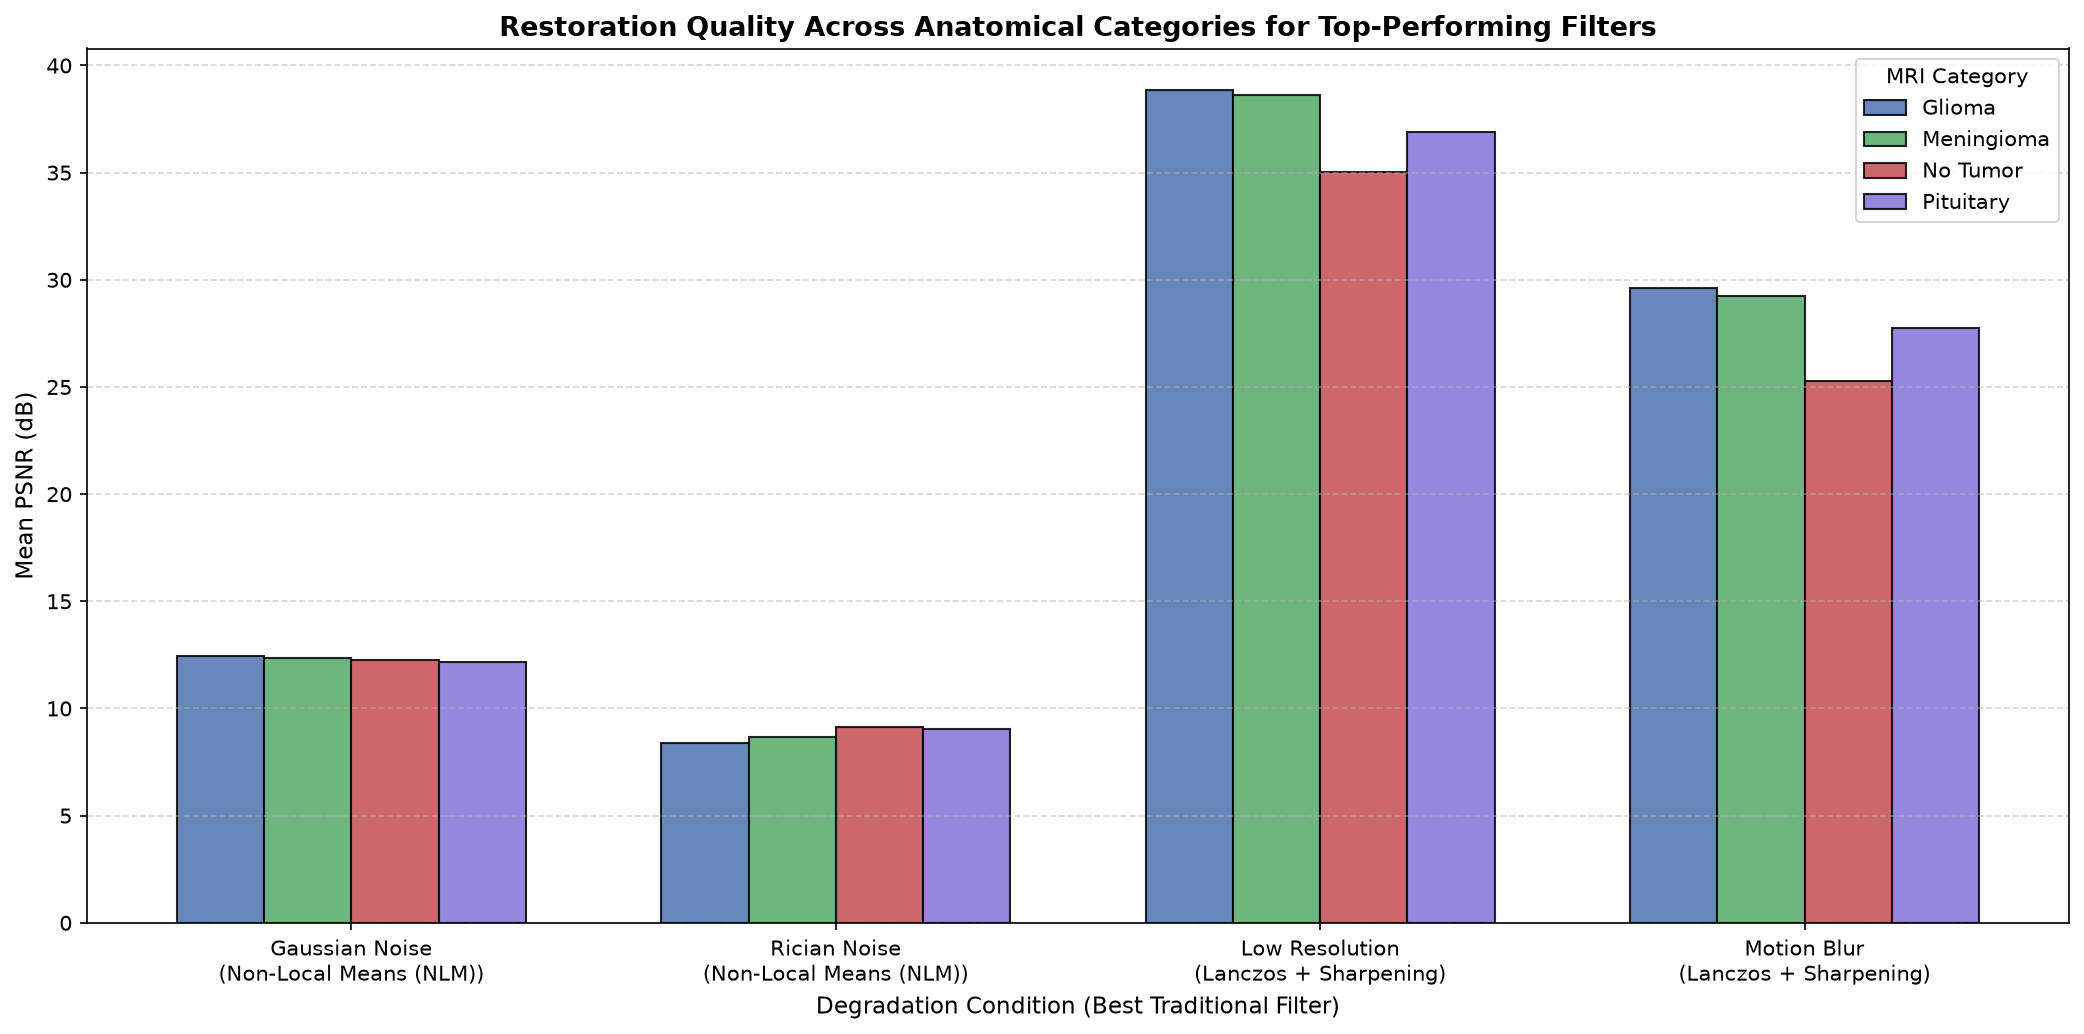 Restoration Quality Across Anatomical Categories for Top-Performing Filters
Mean PSNR (dB)
40
35
30
25
20
15
10
5
0
MRI Category
Glioma
Meningioma
No Tumor
Pituitary
Gaussian Noise
(Non-Local Means (NLM))
Rician Noise
(Non-Local Means (NLM))
Low Resolution
(Lanczos + Sharpening)
Motion Blur
(Lanczos + Sharpening)
Degradation Condition (Best Traditional Filter)